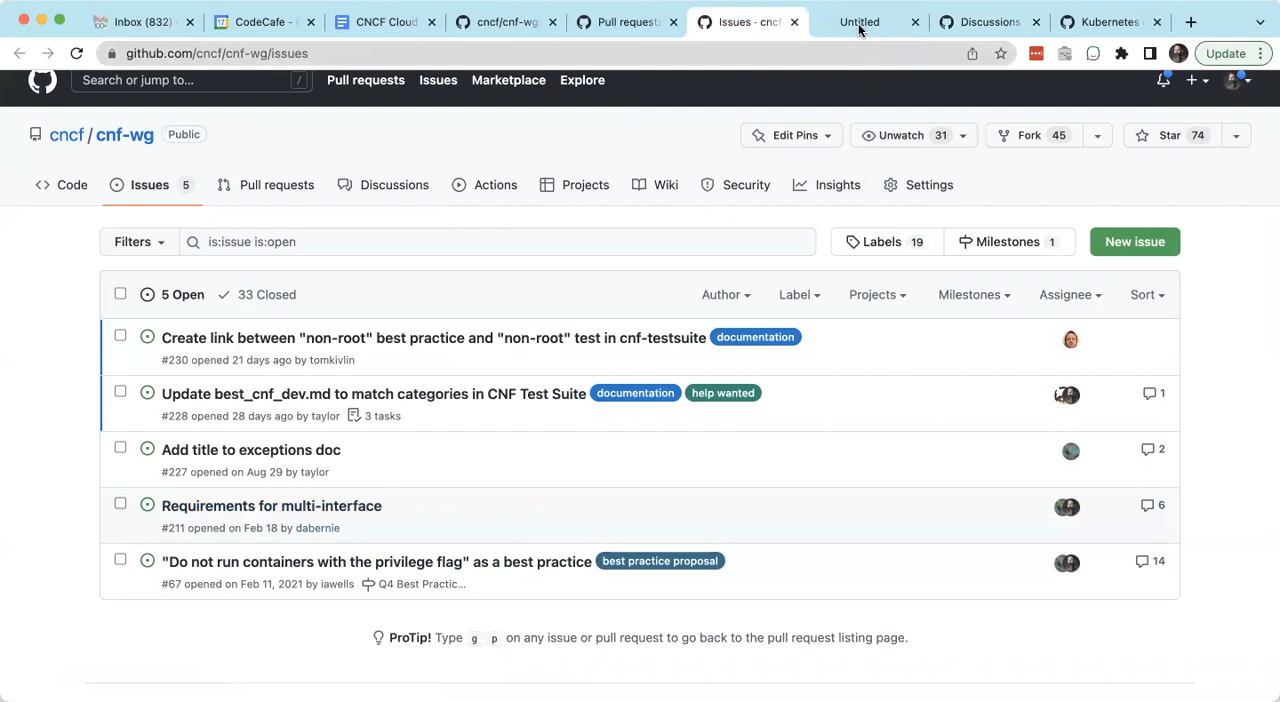 Inbox (832) -
CodeCafe -
CNCF Cloud
cncf/cnf-wg
Pull requests
Issues · cncf
Untitled
Discussions
Kubernetes
github.com/cncf/cnf-wg/issues
Update
Search or jump to...
/
Pull requests
Issues
Marketplace
Explore
cncf / cnf-wg
Public
Edit Pins
Unwatch 31
Fork 45
Star 74
Code
Issues 5
Pull requests
Discussions
Actions
Projects
Wiki
Security
Insights
Settings
Filters
is:issue is:open
Labels 19
Milestones 1
New issue
5 Open
33 Closed
Author
Label
Projects
Milestones
Assignee
Sort
Create link between "non-root" best practice and "non-root" test in cnf-testsuite documentation
#230 opened 21 days ago by tomkivlin
Update best_cnf_dev.md to match categories in CNF Test Suite documentation help wanted
1
#228 opened 28 days ago by taylor 3 tasks
Add title to exceptions doc
2
#227 opened on Aug 29 by taylor
Requirements for multi-interface
6
#211 opened on Feb 18 by dabernie
"Do not run containers with the privilege flag" as a best practice best practice proposal
14
#67 opened on Feb 11, 2021 by iawells Q4 Best Practic...
ProTip! Type g p on any issue or pull request to go back to the pull request listing page.